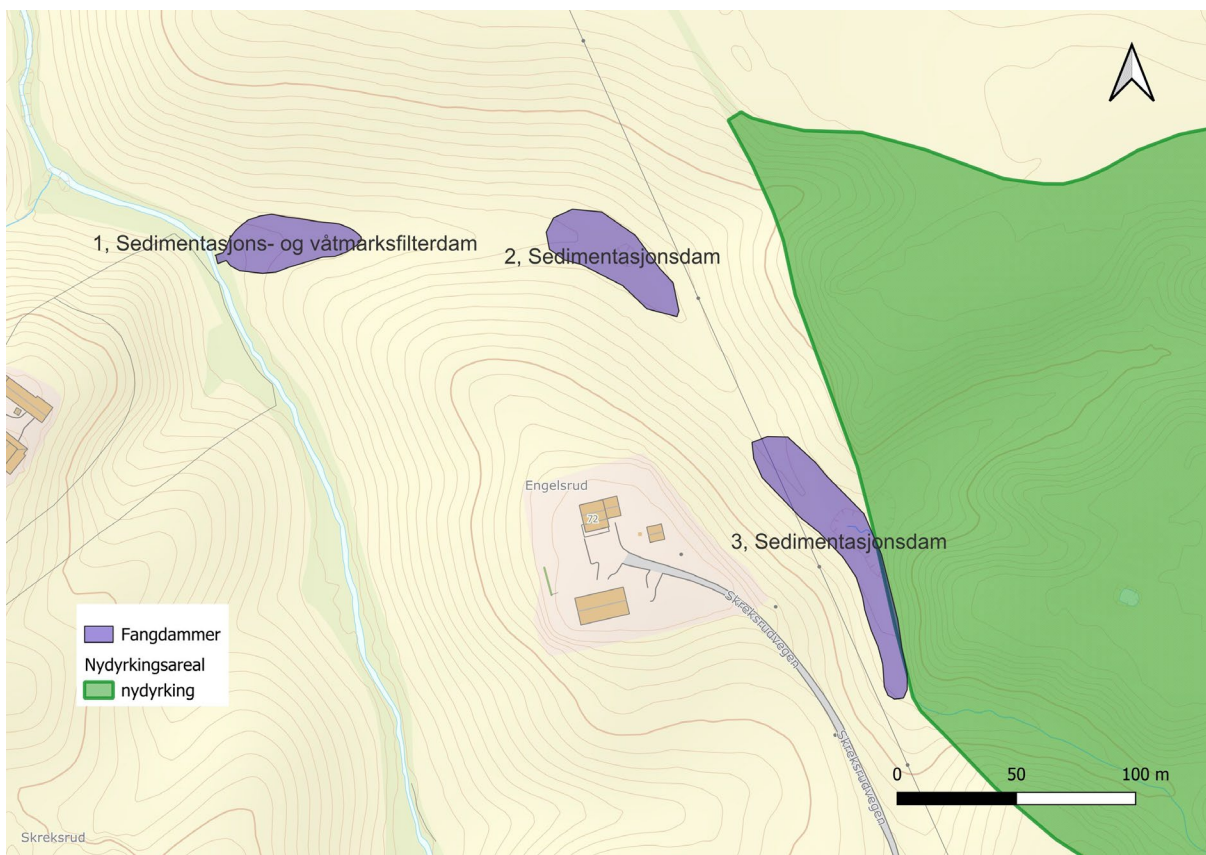 1, Sedimentasjons- og våtmarksfilterdam
2, Sedimentasjonsdam
Engelsrud
72
3, Sedimentasjonsdam
Skreksrudvegen
Skreksrudvegen
Fangdammer
Nydyrkingsareal
nydyrking
0 50 100 m
Skreksrud